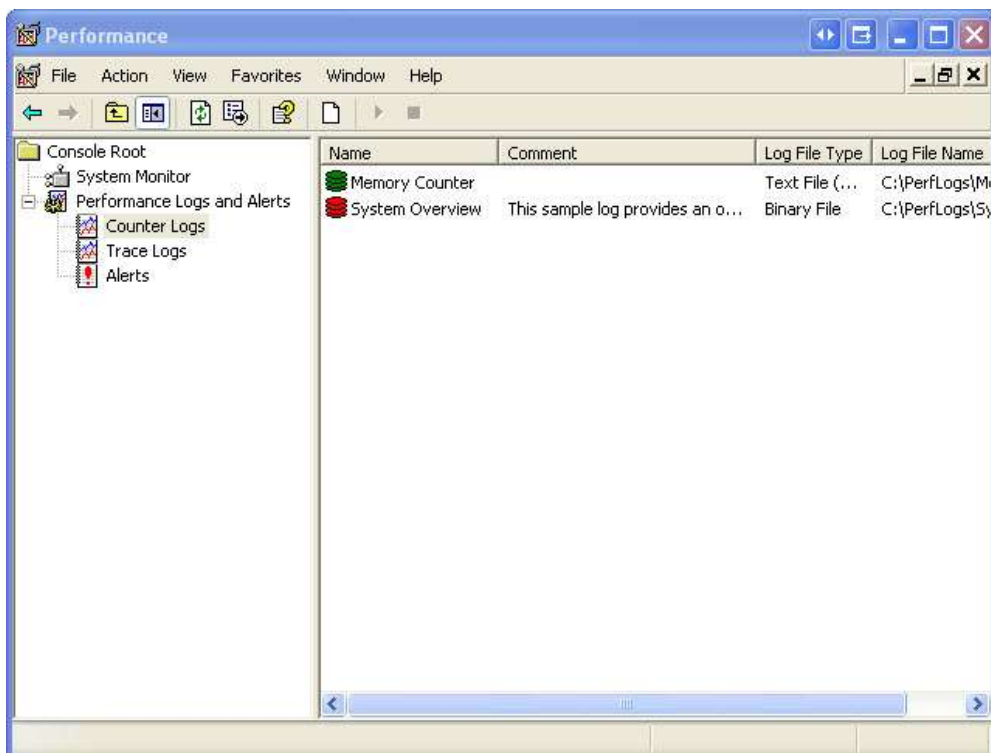 Performance
File Action View Favorites Window Help
Console Root
System Monitor
Performance Logs and Alerts
Counter Logs
Trace Logs
Alerts
Name Comment Log File Type Log File Name
Memory Counter Text File (... C:\PerfLogs\Me
System Overview This sample log provides an o... Binary File C:\PerfLogs\Sy